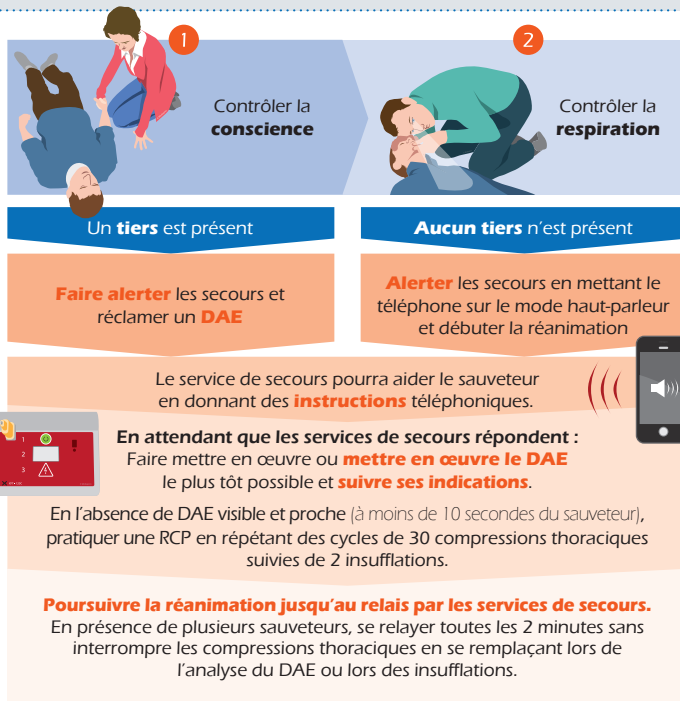 1
Contrôler la
conscience
2
Contrôler la
respiration
Un tiers est présent
Aucun tiers n'est présent
Faire alerter les secours et
réclamer un DAE
Alerter les secours en mettant le
téléphone sur le mode haut-parleur
et débuter la réanimation
Le service de secours pourra aider le sauveteur
en donnant des instructions téléphoniques.
1
2
3
En attendant que les services de secours répondent :
Faire mettre en œuvre ou mettre en œuvre le DAE
le plus tôt possible et suivre ses indications.
En l'absence de DAE visible et proche (à moins de 10 secondes du sauveteur),
pratiquer une RCP en répétant des cycles de 30 compressions thoraciques
suivies de 2 insufflations.
Poursuivre la réanimation jusqu'au relais par les services de secours.
En présence de plusieurs sauveteurs, se relayer toutes les 2 minutes sans
interrompre les compressions thoraciques en se remplaçant lors de
l'analyse du DAE ou lors des insufflations.